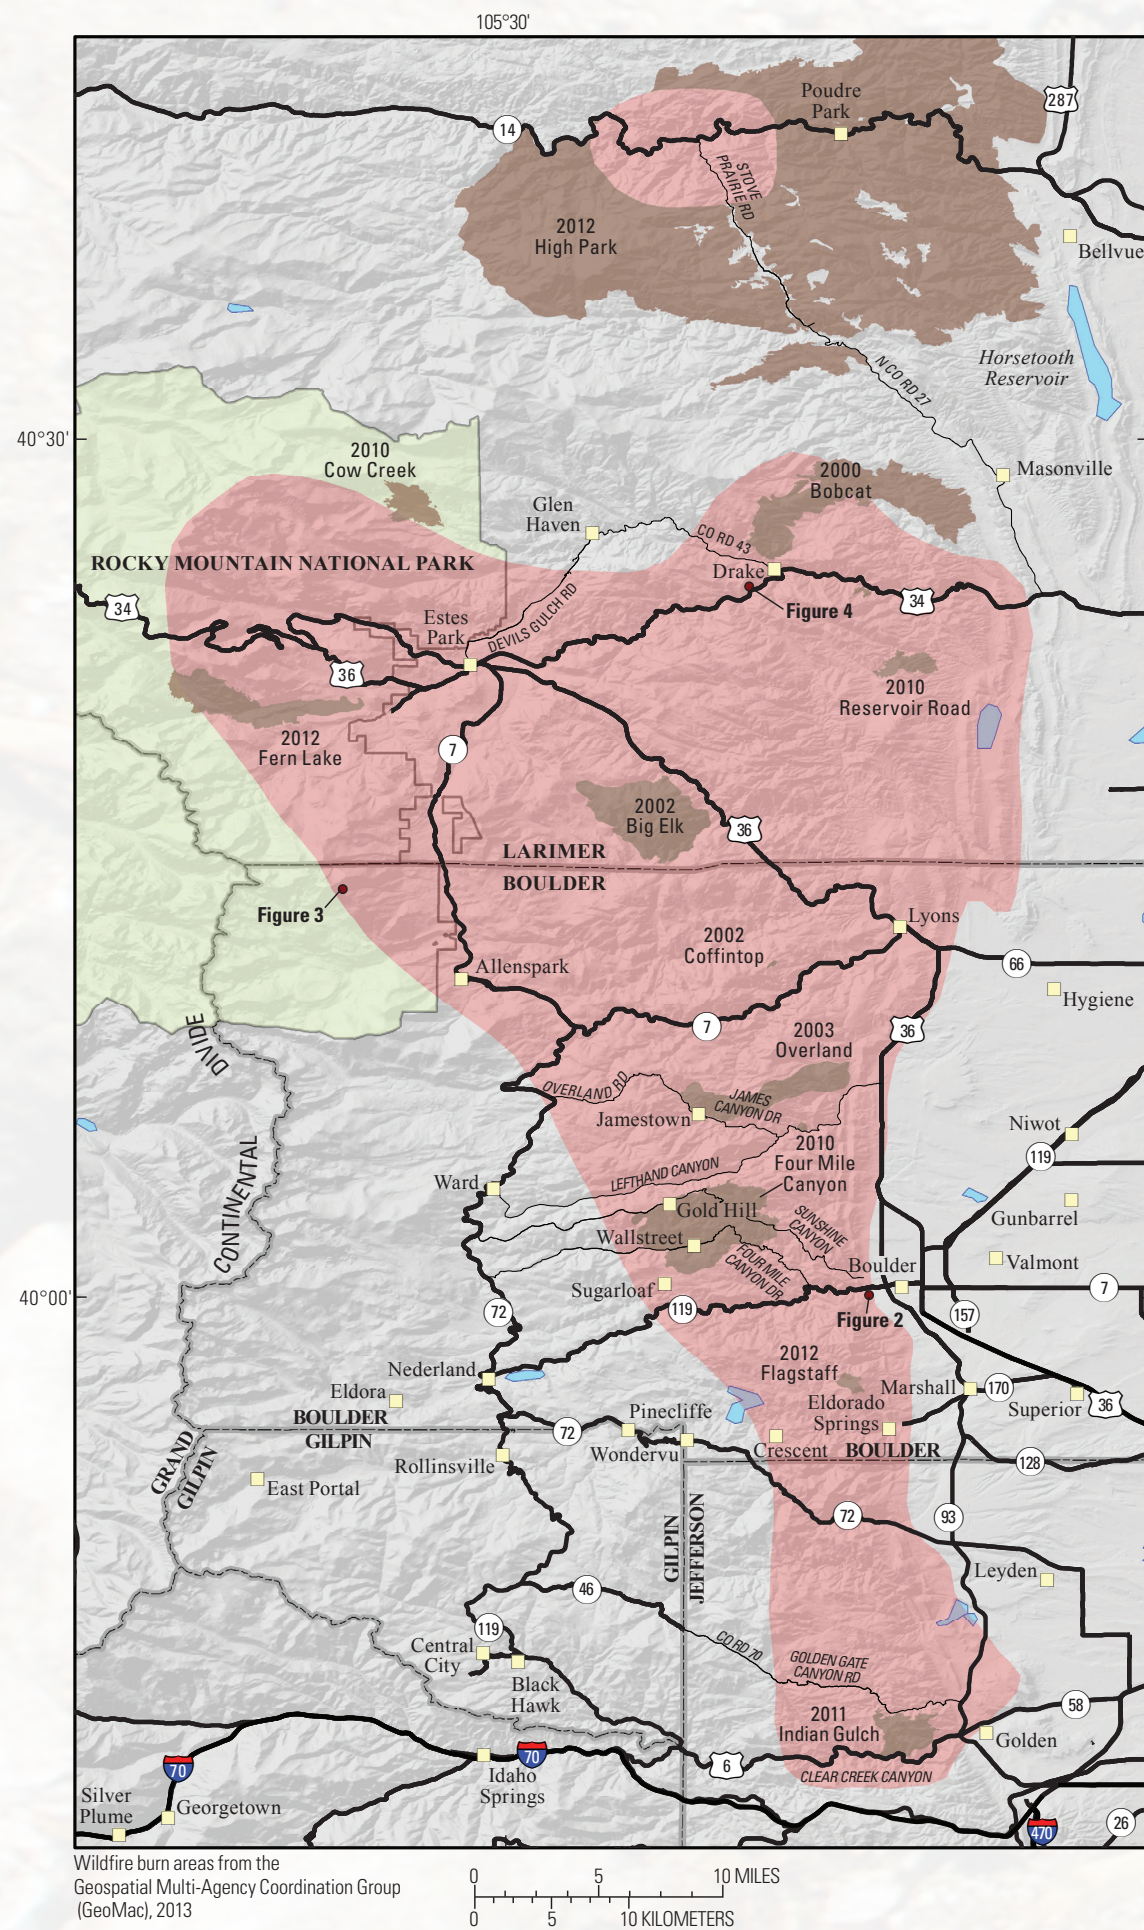 105°30'
287
Poudre
Park
14
STOVE
PRAIRIE RD
2012
High Park
Bellvue
Horsetooth
Reservoir
N CO RD 27
40°30'
2010
Cow Creek
2000
Bobcat
Masonville
Glen
Haven
CO RD 43
ROCKY MOUNTAIN NATIONAL PARK
Drake
34
Figure 4
34
DEVILS GULCH RD
Estes
Park
36
2010
Reservoir Road
2012
Fern Lake
7
2002
Big Elk
36
LARIMER
BOULDER
Figure 3
Lyons
2002
Coffintop
66
Allenspark
Hygiene
7
36
DIVIDE
2003
Overland
OVERLAND RD
JAMES
CANYON DR
Jamestown
Niwot
119
2010
Four Mile
Canyon
CONTINENTAL
LEFTHAND CANYON
Ward
Gold Hill
SUNSHINE
CANYON
Gunbarrel
Wallstreet
FOUR MILE
CANYON DR
Valmont
Boulder
Sugarloaf
7
40°00'
72
119
Figure 2
157
2012
Flagstaff
Nederland
Marshall
170
Eldora
Superior
36
Eldorado
Springs
BOULDER
GILPIN
Pinecliffe
72
Wondervu
Crescent
BOULDER
GRAND
GILPIN
Rollinsville
128
East Portal
GILPIN
JEFFERSON
72
93
Leyden
46
119
CO RD 70
Central
City
GOLDEN GATE
CANYON RD
Black
Hawk
58
2011
Indian Gulch
Golden
70
70
6
CLEAR CREEK CANYON
Idaho
Springs
Silver
Plume
Georgetown
470
26
Wildfire burn areas from the
Geospatial Multi-Agency Coordination Group
(GeoMac), 2013
0 5 10 MILES
0 5 10 KILOMETERS